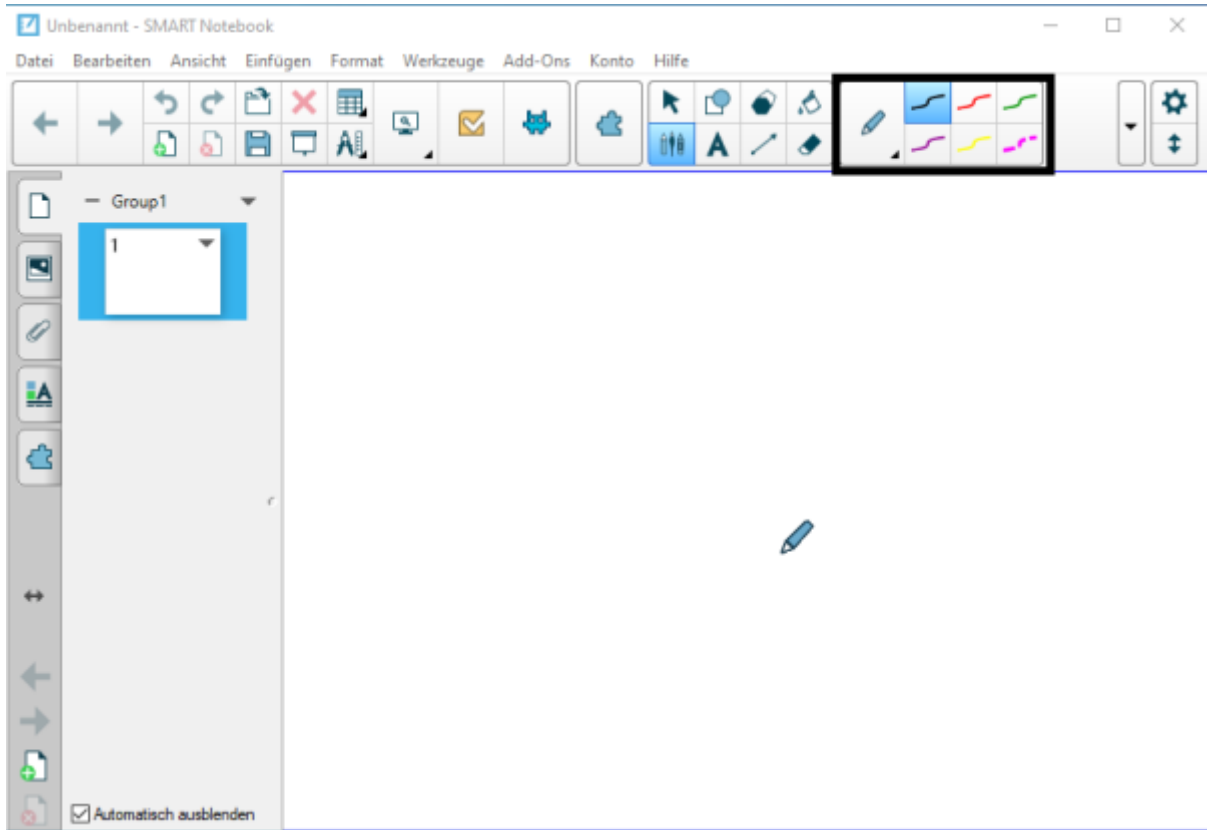 Unbenannt - SMART Notebook
Datei Bearbeiten Ansicht Einfügen Format Werkzeuge Add-Ons Konto Hilfe
Group1
1
Automatisch ausblenden